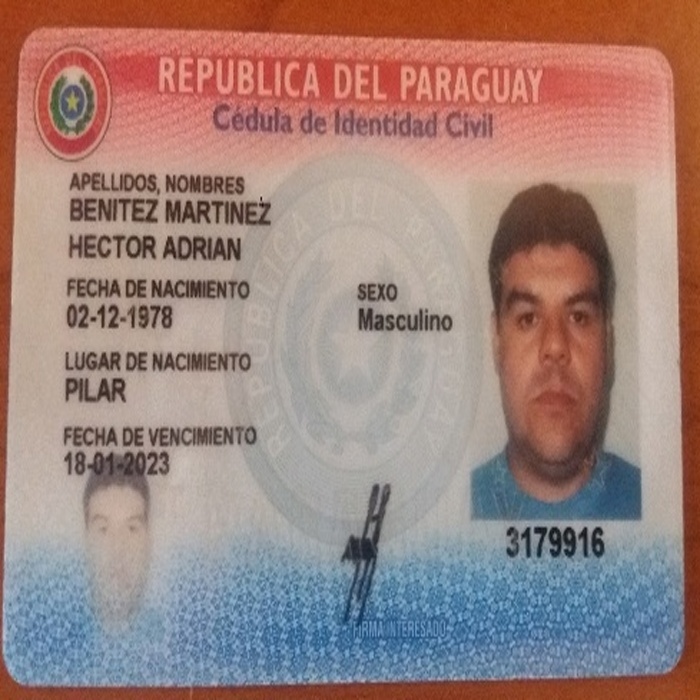 REPUBLICA DEL PARAGUAY
Cédula de Identidad Civil
APELLIDOS, NOMBRES
BENITEZ MARTINEZ
HECTOR ADRIAN
FECHA DE NACIMIENTO
02-12-1978
SEXO
Masculino
LUGAR DE NACIMIENTO
PILAR
FECHA DE VENCIMIENTO
18-01-2023
3179916
FIRMA INTERESADO
REPUBLICA DEL PARAGUAY